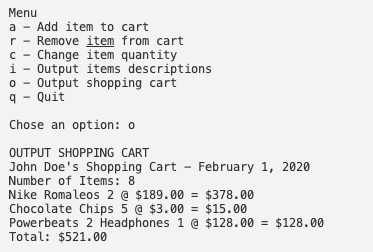 Menu
a – Add item to cart
r – Remove item from cart
c – Change item quantity
i – Output items descriptions
o – Output shopping cart
q – Quit
Chose an option: o
OUTPUT SHOPPING CART
John Doe's Shopping Cart – February 1, 2020
Number of Items: 8
Nike Romaleos 2 @ $189.00 = $378.00
Chocolate Chips 5 @ $3.00 = $15.00
Powerbeats 2 Headphones 1 @ $128.00 = $128.00
Total: $521.00